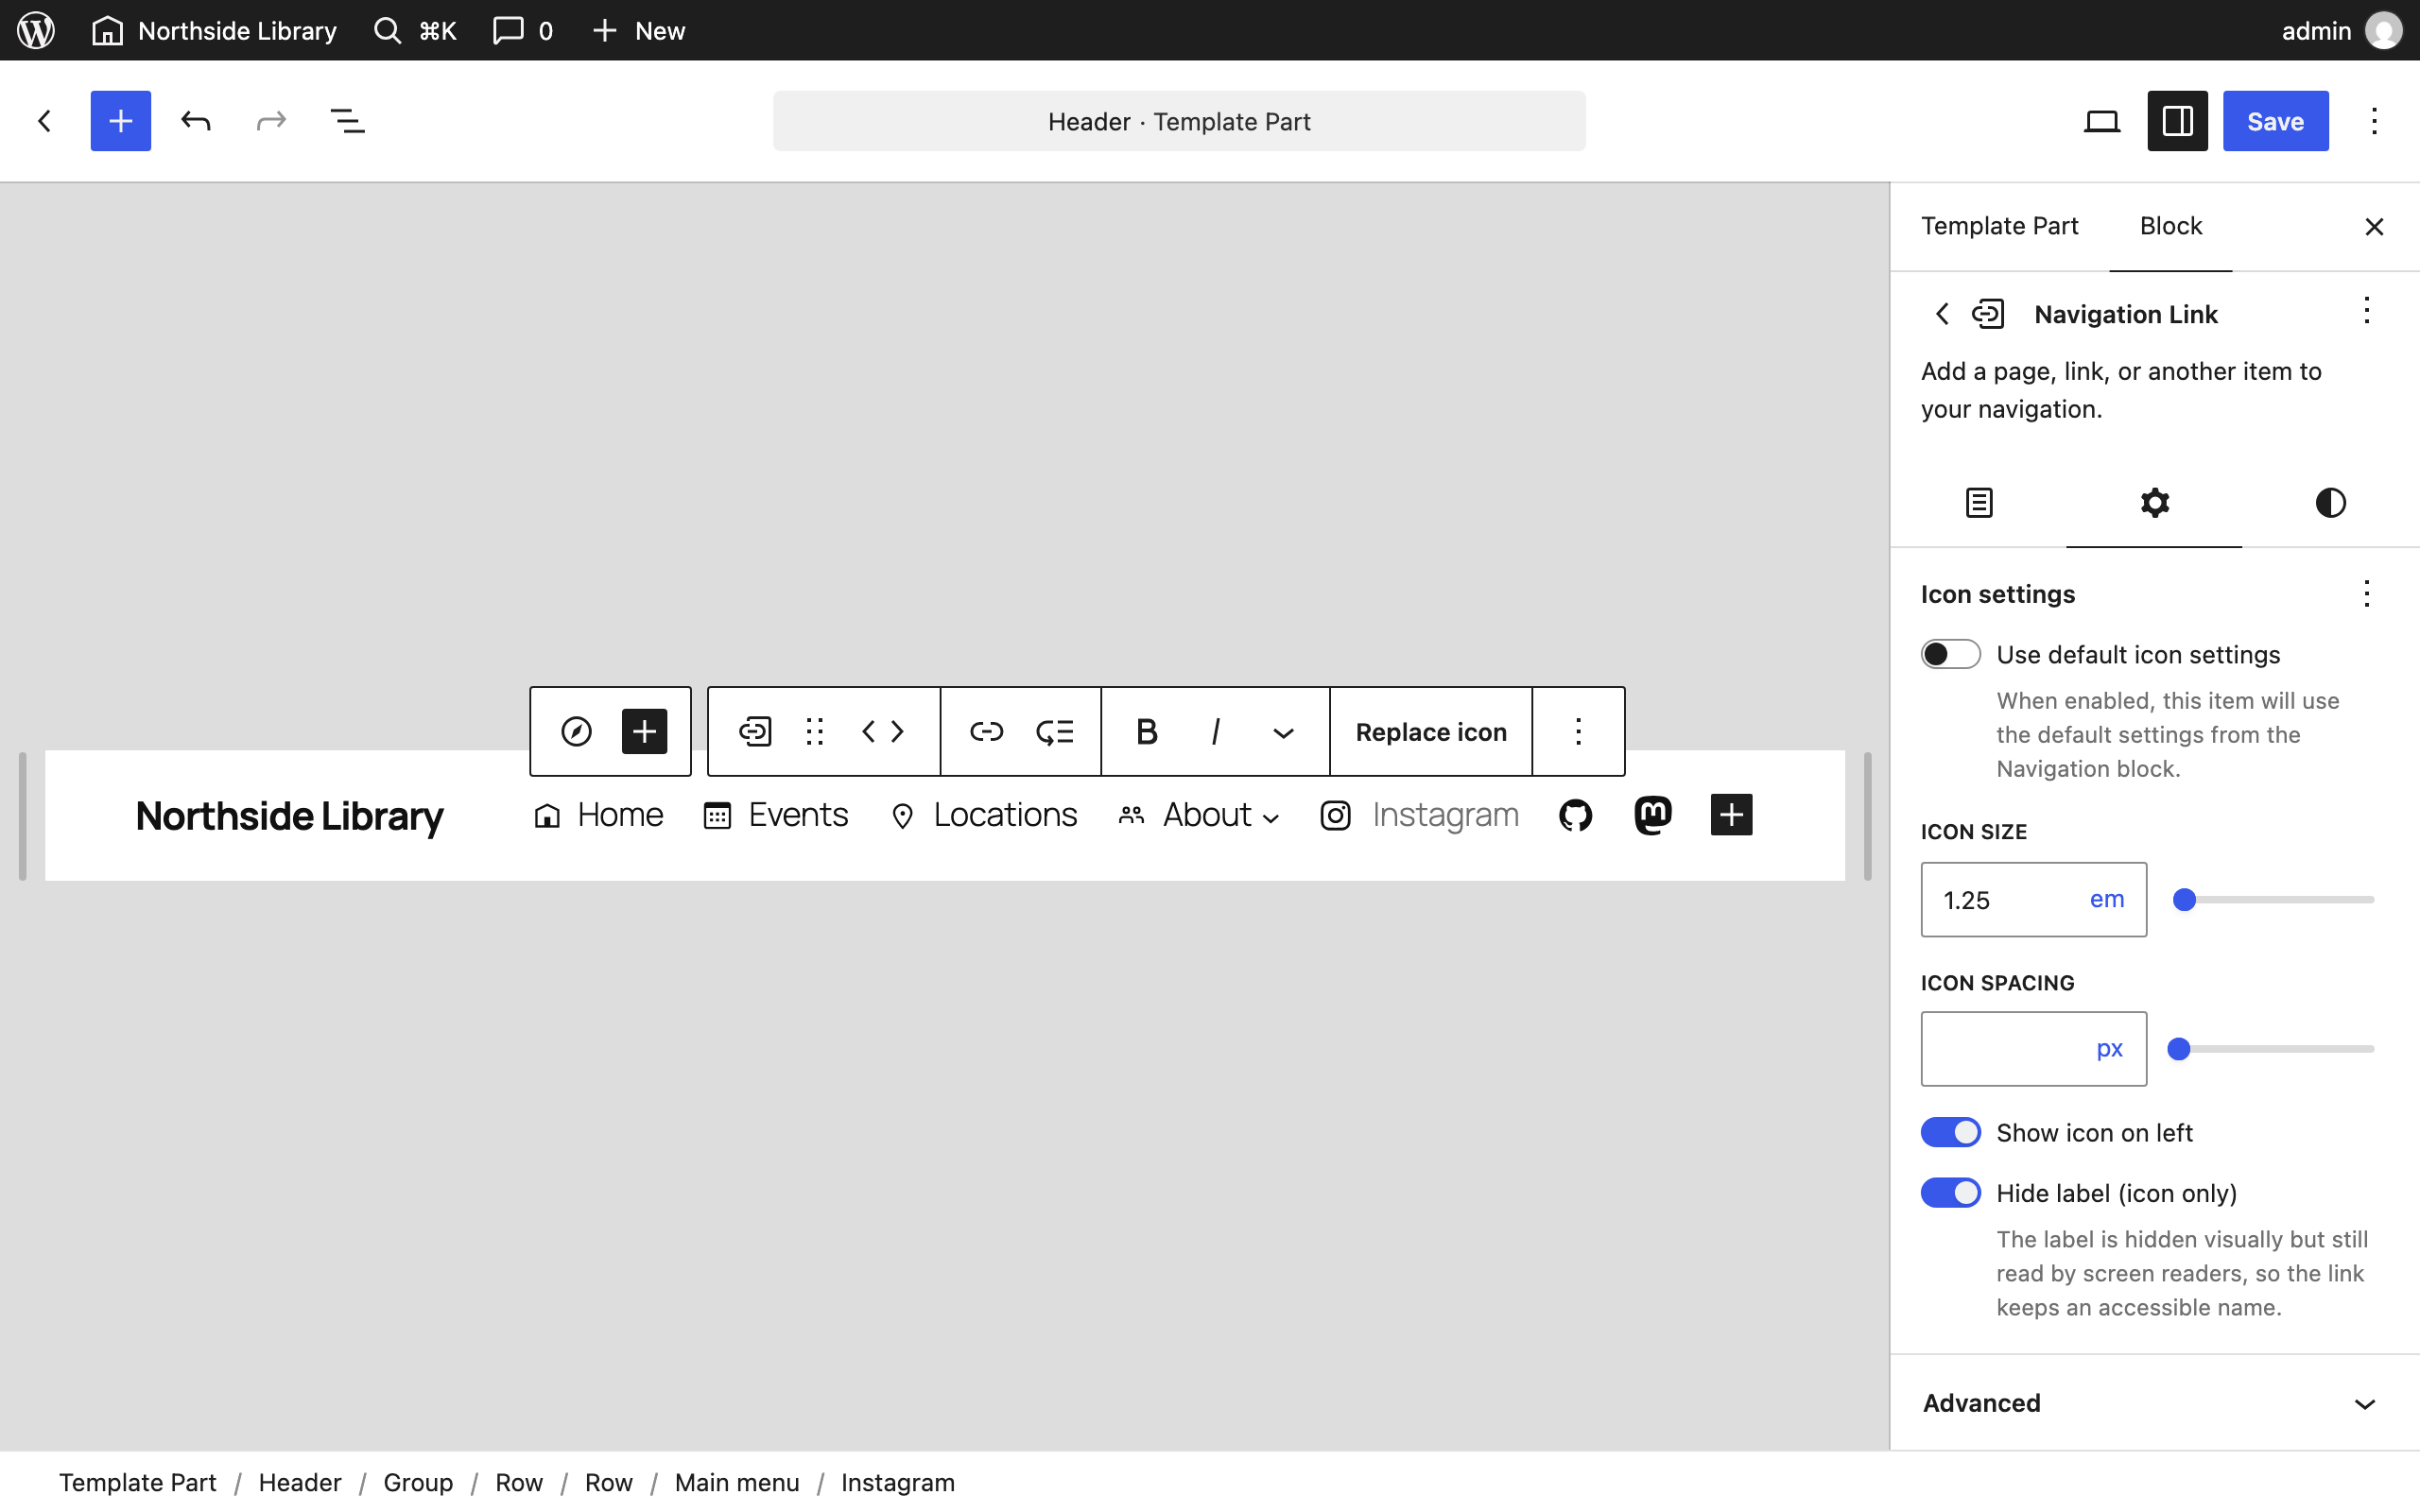 Northside Library ⌘K 0 New admin
Header · Template Part
Save
Template Part Block
Navigation Link
Add a page, link, or another item to
your navigation.
Icon settings
Use default icon settings
When enabled, this item will use
the default settings from the
Navigation block.
ICON SIZE
1.25 em
ICON SPACING
px
Show icon on left
Hide label (icon only)
The label is hidden visually but still
read by screen readers, so the link
keeps an accessible name.
Advanced
B I Replace icon
Northside Library Home Events Locations About Instagram
Template Part / Header / Group / Row / Row / Main menu / Instagram